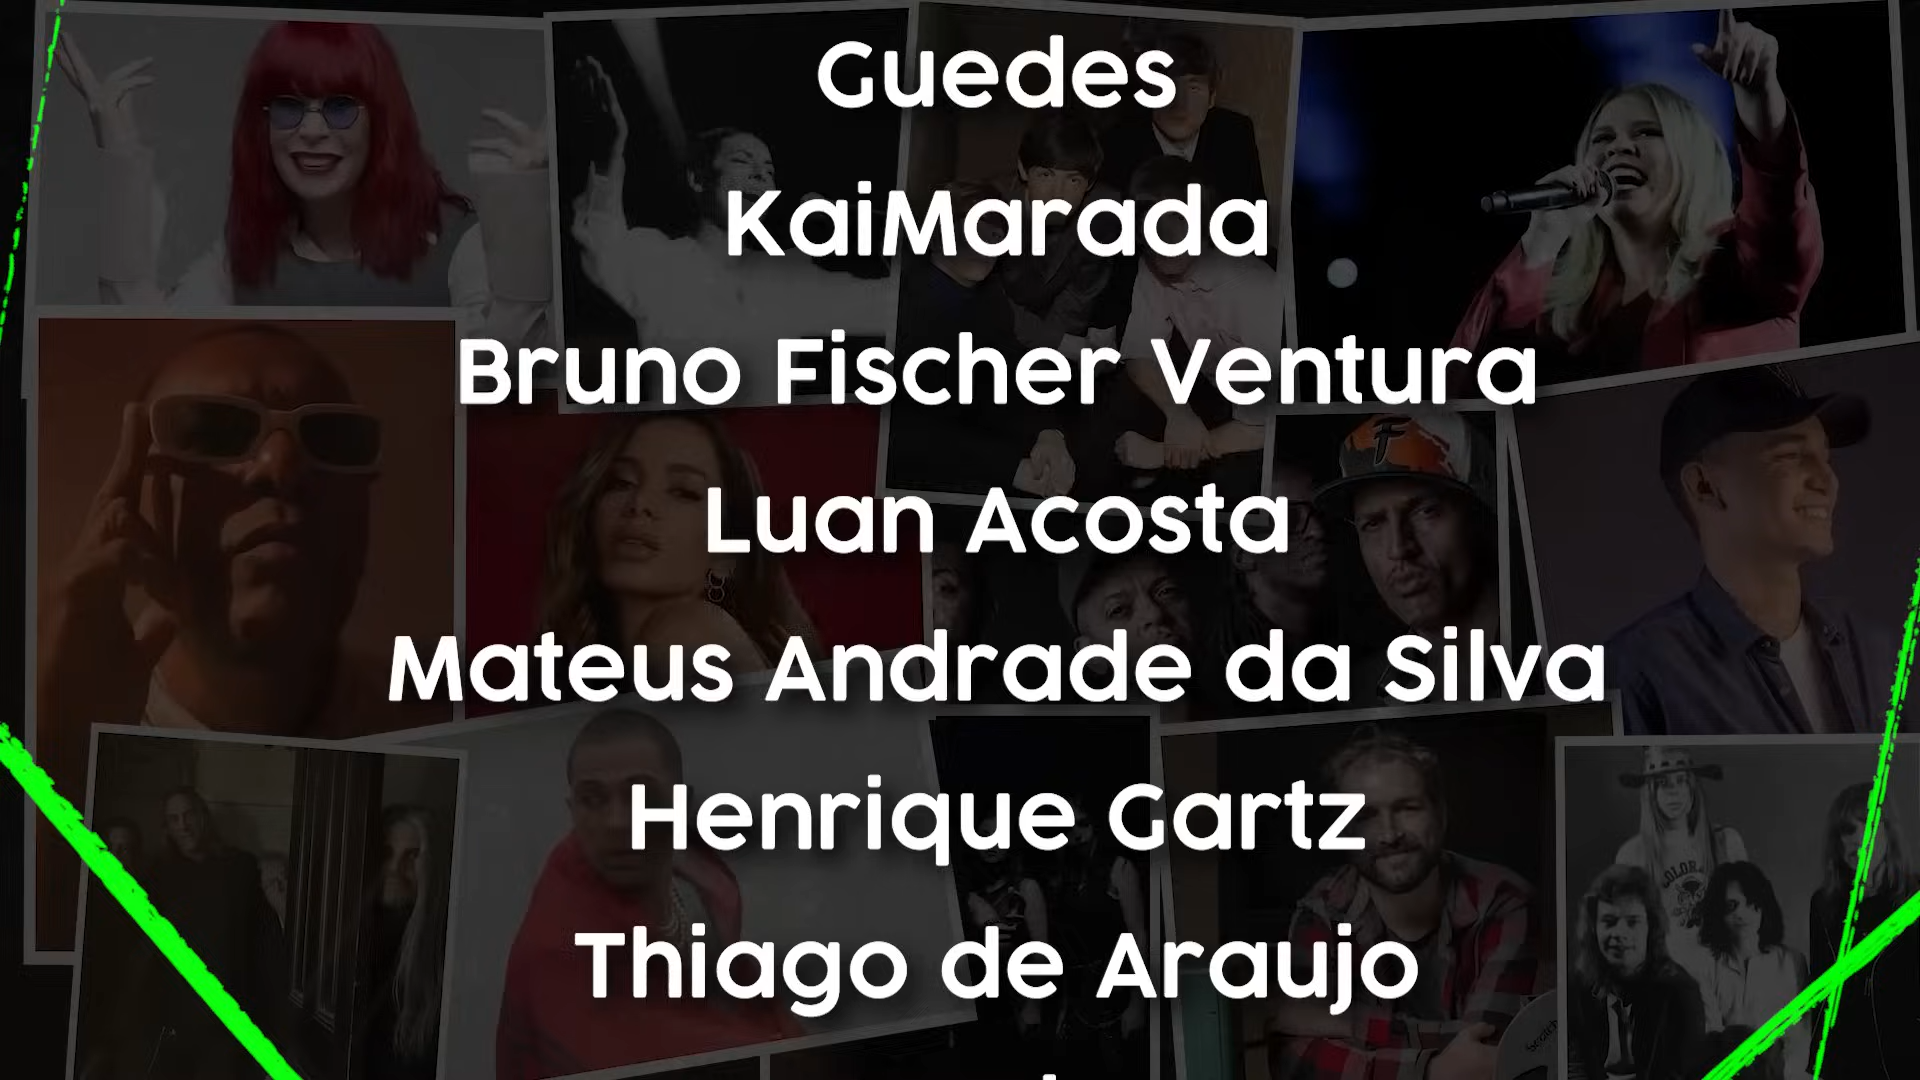 Guedes
KaiMarada
Bruno Fischer Ventura
Luan Acosta
Mateus Andrade da Silva
Henrique Gartz
Thiago de Araujo